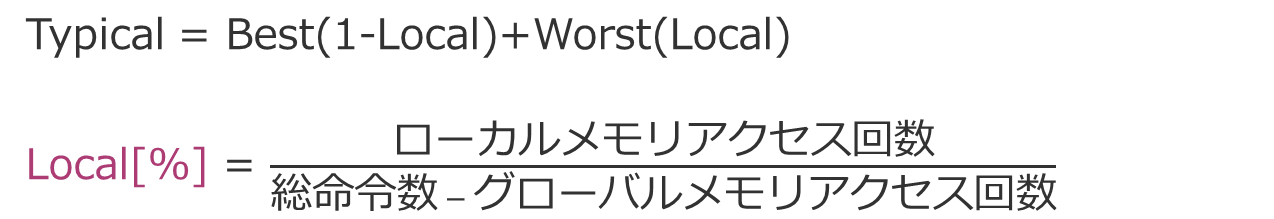 Typical = Best(1-Local)+Worst(Local)
ローカルメモリアクセス回数
Local[%] =
総命令数 – グローバルメモリアクセス回数